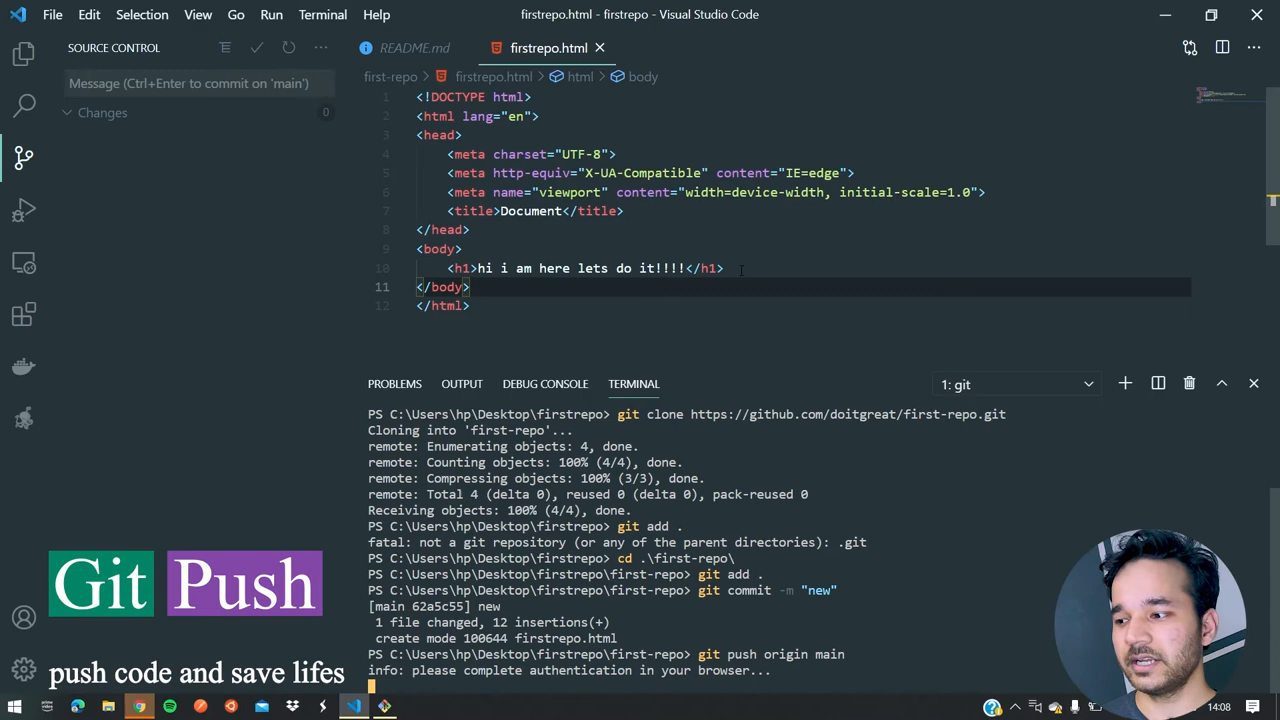 File Edit Selection View Go Run Terminal Help
firstrepo.html - firstrepo - Visual Studio Code
SOURCE CONTROL
Message (Ctrl+Enter to commit on 'main')
Changes 0
README.md
firstrepo.html
first-repo > firstrepo.html > html > body
1 <!DOCTYPE html>
2 <html lang="en">
3 <head>
4 <meta charset="UTF-8">
5 <meta http-equiv="X-UA-Compatible" content="IE=edge">
6 <meta name="viewport" content="width=device-width, initial-scale=1.0">
7 <title>Document</title>
8 </head>
9 <body>
10 <h1>hi i am here lets do it!!!!</h1>
11 </body>
12 </html>
PROBLEMS OUTPUT DEBUG CONSOLE TERMINAL
1: git
PS C:\Users\hp\Desktop\firstrepo> git clone https://github.com/doitgreat/first-repo.git
Cloning into 'first-repo'...
remote: Enumerating objects: 4, done.
remote: Counting objects: 100% (4/4), done.
remote: Compressing objects: 100% (3/3), done.
remote: Total 4 (delta 0), reused 0 (delta 0), pack-reused 0
Receiving objects: 100% (4/4), done.
PS C:\Users\hp\Desktop\firstrepo> git add .
fatal: not a git repository (or any of the parent directories): .git
PS C:\Users\hp\Desktop\firstrepo> cd .\first-repo\
PS C:\Users\hp\Desktop\firstrepo\first-repo> git add .
PS C:\Users\hp\Desktop\firstrepo\first-repo> git commit -m "new"
[main 62a5c55] new
1 file changed, 12 insertions(+)
create mode 100644 firstrepo.html
PS C:\Users\hp\Desktop\firstrepo\first-repo> git push origin main
info: please complete authentication in your browser...
Git Push
push code and save lifes
14:08